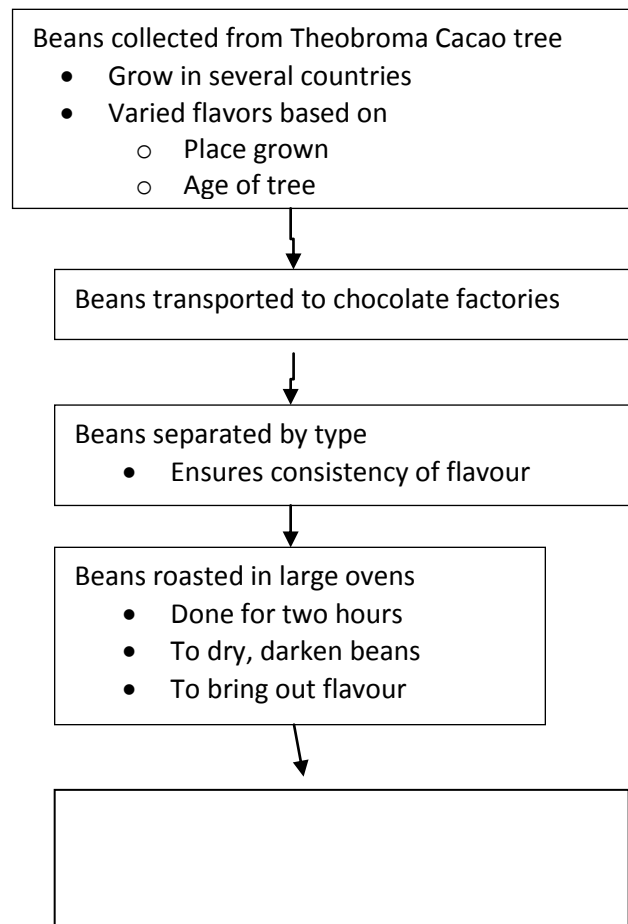 Beans collected from Theobroma Cacao tree
• Grow in several countries
• Varied flavors based on
o Place grown
o Age of tree
Beans transported to chocolate factories
Beans separated by type
• Ensures consistency of flavour
Beans roasted in large ovens
• Done for two hours
• To dry, darken beans
• To bring out flavour